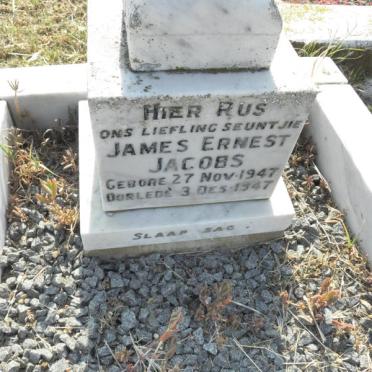 HIER RUS
ONS LIEFLING SEUNTJIE
JAMES ERNEST
JACOBS
GEBORE 27 NOV. 1947
OORLEDE 3 DES. 1947
SLAAP SAG